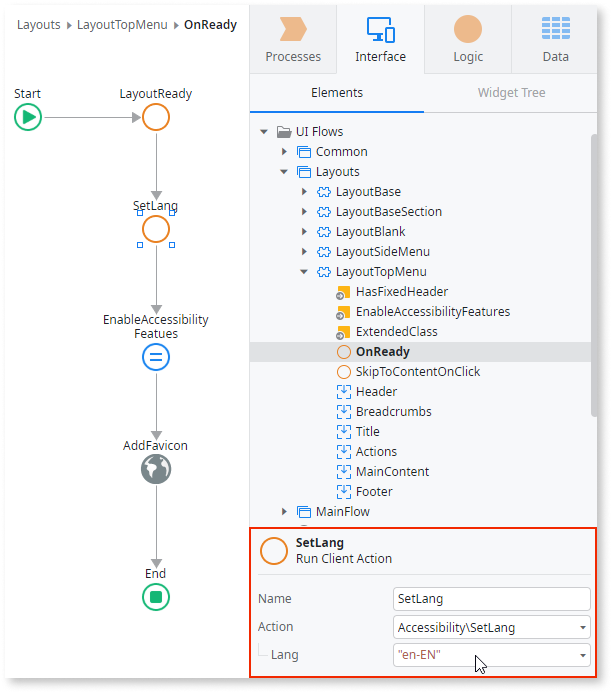 Layouts ▸ LayoutTopMenu ▸ OnReady
Start
LayoutReady
SetLang
EnableAccessibility
Featues
AddFavicon
End
Processes
Interface
Logic
Data
Elements
Widget Tree
UI Flows
Common
Layouts
LayoutBase
LayoutBaseSection
LayoutBlank
LayoutSideMenu
LayoutTopMenu
HasFixedHeader
EnableAccessibilityFeatures
ExtendedClass
OnReady
SkipToContentOnClick
Header
Breadcrumbs
Title
Actions
MainContent
Footer
MainFlow
SetLang
Run Client Action
Name SetLang
Action Accessibility\SetLang
Lang "en-EN"